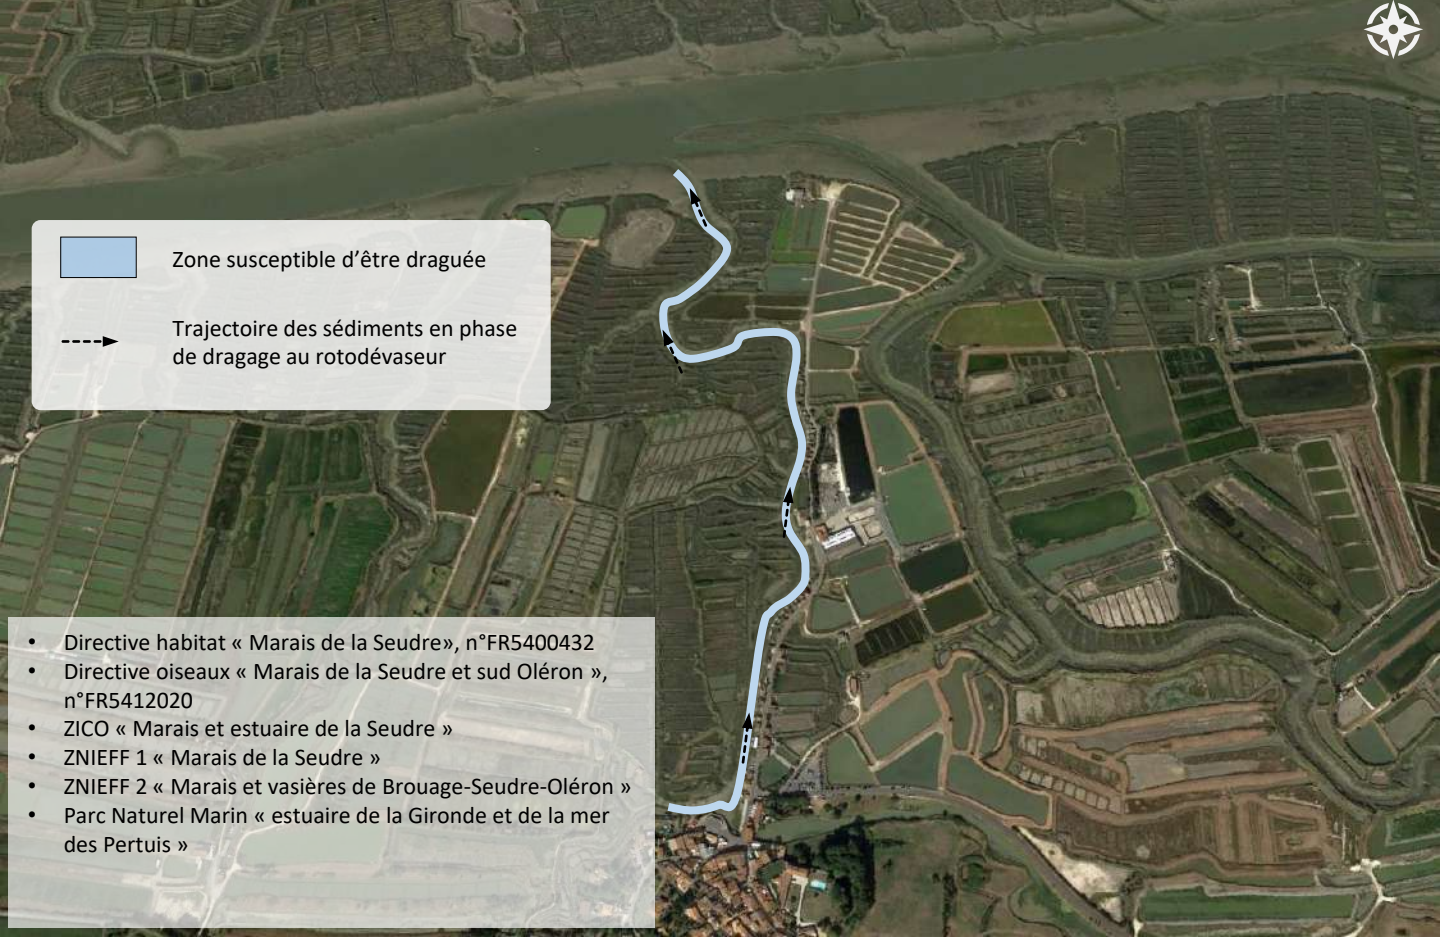 Zone susceptible d’être draguée
Trajectoire des sédiments en phase
de dragage au rotodévaseur
• Directive habitat « Marais de la Seudre», n°FR5400432
• Directive oiseaux « Marais de la Seudre et sud Oléron »,
n°FR5412020
• ZICO « Marais et estuaire de la Seudre »
• ZNIEFF 1 « Marais de la Seudre »
• ZNIEFF 2 « Marais et vasières de Brouage-Seudre-Oléron »
• Parc Naturel Marin « estuaire de la Gironde et de la mer
des Pertuis »